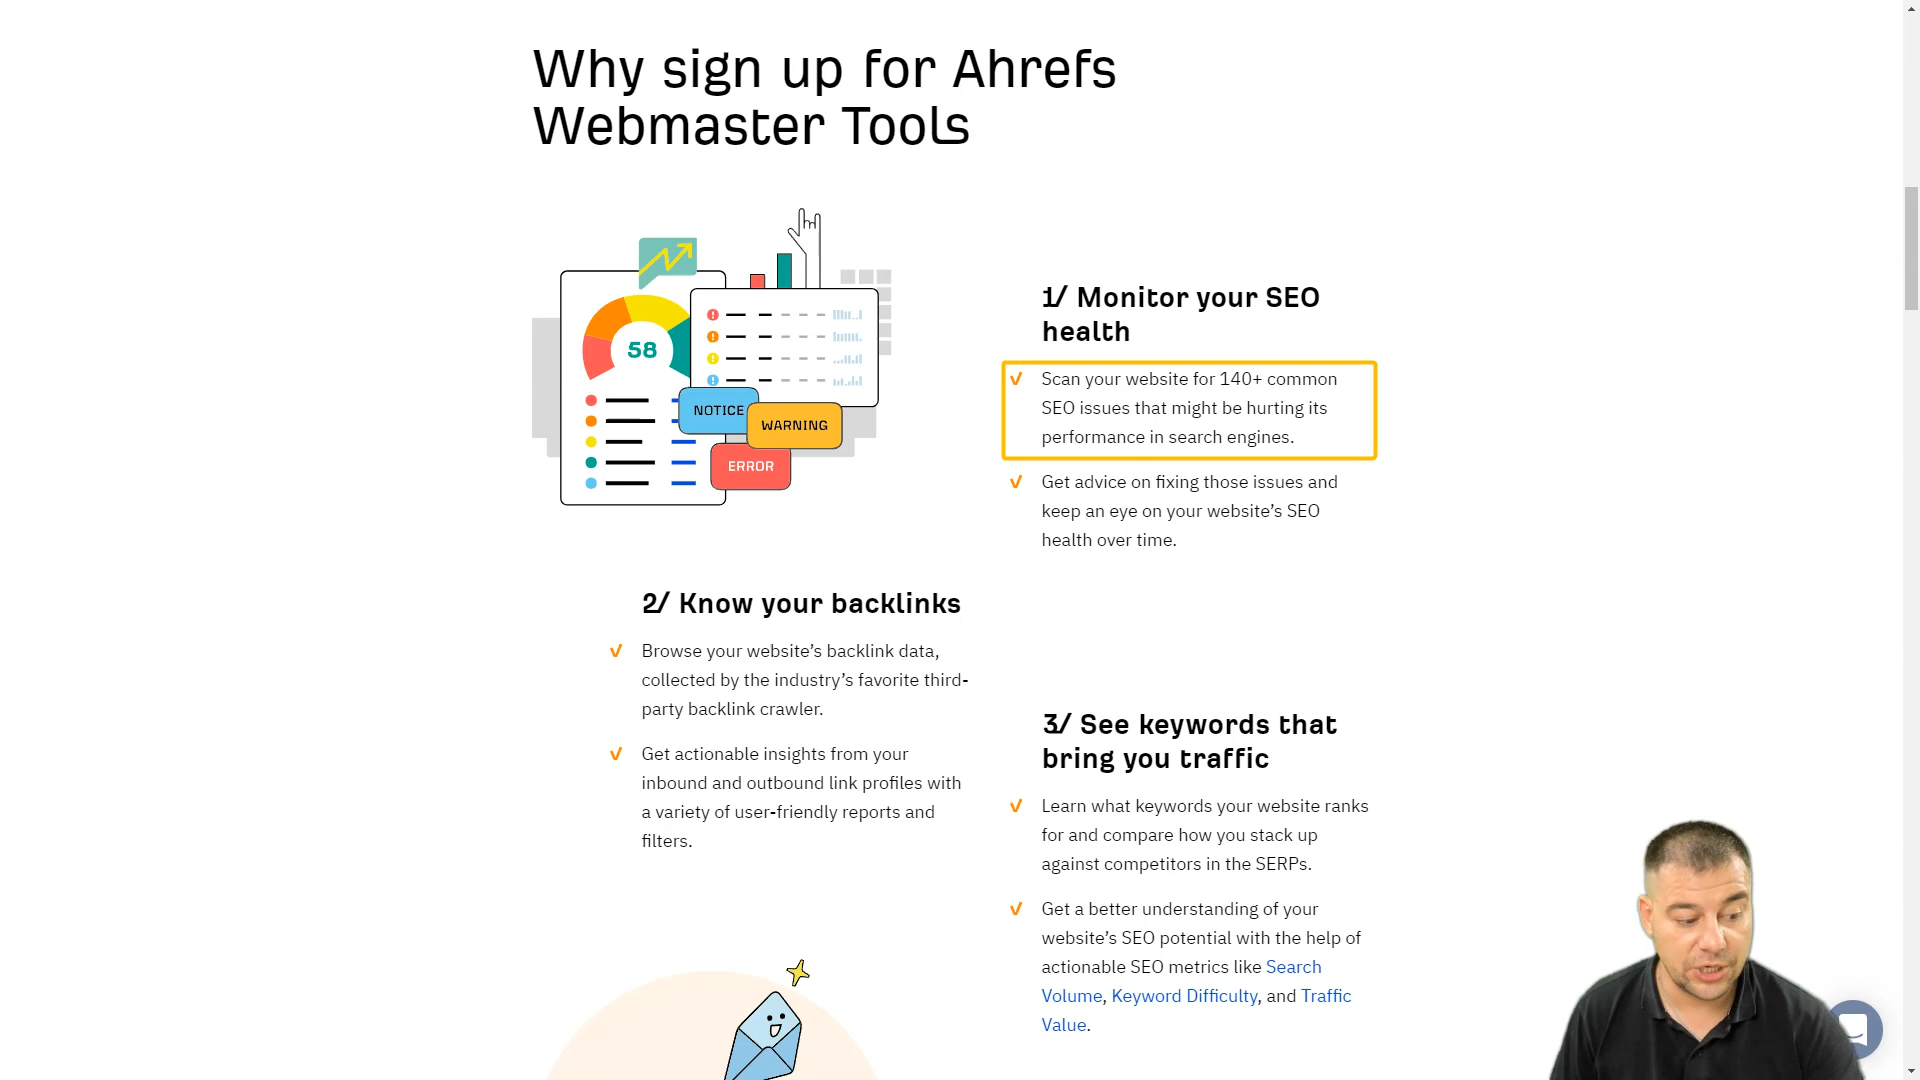 Why sign up for Ahrefs
Webmaster Tools
58
NOTICE
WARNING
ERROR
1/ Monitor your SEO
health
Scan your website for 140+ common
SEO issues that might be hurting its
performance in search engines.
Get advice on fixing those issues and
keep an eye on your website’s SEO
health over time.
2/ Know your backlinks
Browse your website’s backlink data,
collected by the industry’s favorite third-
party backlink crawler.
Get actionable insights from your
inbound and outbound link profiles with
a variety of user-friendly reports and
filters.
3/ See keywords that
bring you traffic
Learn what keywords your website ranks
for and compare how you stack up
against competitors in the SERPs.
Get a better understanding of your
website’s SEO potential with the help of
actionable SEO metrics like Search
Volume, Keyword Difficulty, and Traffic
Value.